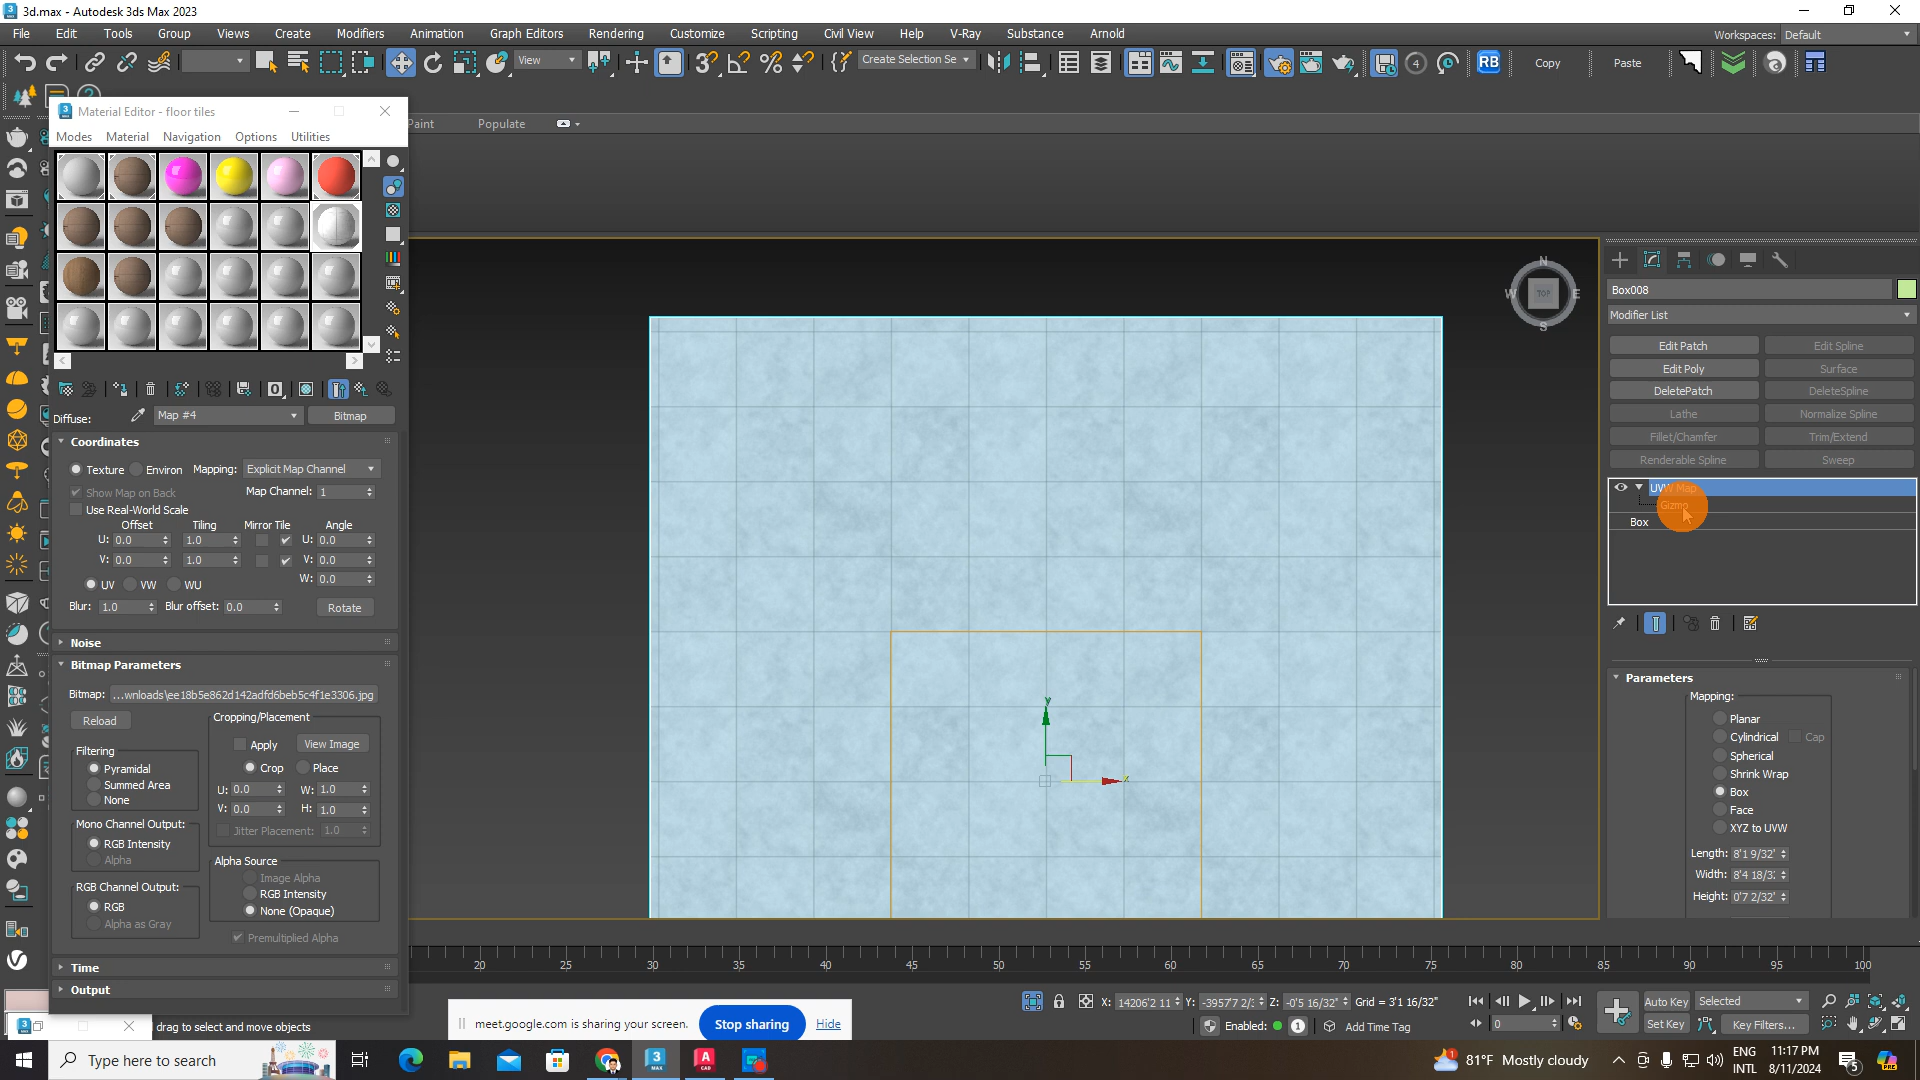 3d.max - Autodesk 3ds Max 2023
File Edit Tools Group Views Create Modifiers Animation Graph Editors Rendering Customize Scripting Civil View Help V-Ray Substance Arnold
Workspaces: Default
View
Create Selection Se
RB
Copy
Paste
Material Editor - floor tiles
Modes Material Navigation Options Utilities
Paint
Populate
Diffuse:
Map #4
Bitmap
Coordinates
Texture Environ Mapping: Explicit Map Channel
Show Map on Back
Map Channel: 1
Use Real-World Scale
Offset Tiling Mirror Tile Angle
U: 0.0 1.0 U: 0.0
V: 0.0 1.0 V: 0.0
W: 0.0
UV VW WU
Blur: 1.0 Blur offset: 0.0 Rotate
Noise
Bitmap Parameters
Bitmap: ...wnloads\ee18b5e862d142adfd6beb5c4f1e3306.jpg
Reload
Cropping/Placement
Apply View Image
Crop Place
U: 0.0 W: 1.0
V: 0.0 H: 1.0
Jitter Placement: 1.0
Filtering
Pyramidal
Summed Area
None
Mono Channel Output:
RGB Intensity
Alpha
RGB Channel Output:
RGB
Alpha as Gray
Alpha Source
Image Alpha
RGB Intensity
None (Opaque)
Premultiplied Alpha
Time
Output
N
W TOP E
S
y
x
Box008
Modifier List
Edit Patch Edit Spline
Edit Poly Surface
DeletePatch DeleteSpline
Lathe Normalize Spline
Fillet/Chamfer Trim/Extend
Renderable Spline Sweep
UVW Map
Gizmo
Box
Parameters
Mapping:
Planar
Cylindrical Cap
Spherical
Shrink Wrap
Box
Face
XYZ to UVW
Length: 8'1 9/32"
Width: 8'4 18/3:
Height: 0'7 2/32"
20 25 30 35 40 45 50 55 60 65 70 75 80 85 90 95 100
X: 14206'2 11 Y: -3957'7 2/: Z: -0'5 16/32" Grid = 3'1 16/32"
Enabled: 1 Add Time Tag
Auto Key Selected
Set Key Key Filters...
0
drag to select and move objects
meet.google.com is sharing your screen. Stop sharing Hide
Type here to search
81°F Mostly cloudy
ENG
INTL
11:17 PM
8/11/2024
5